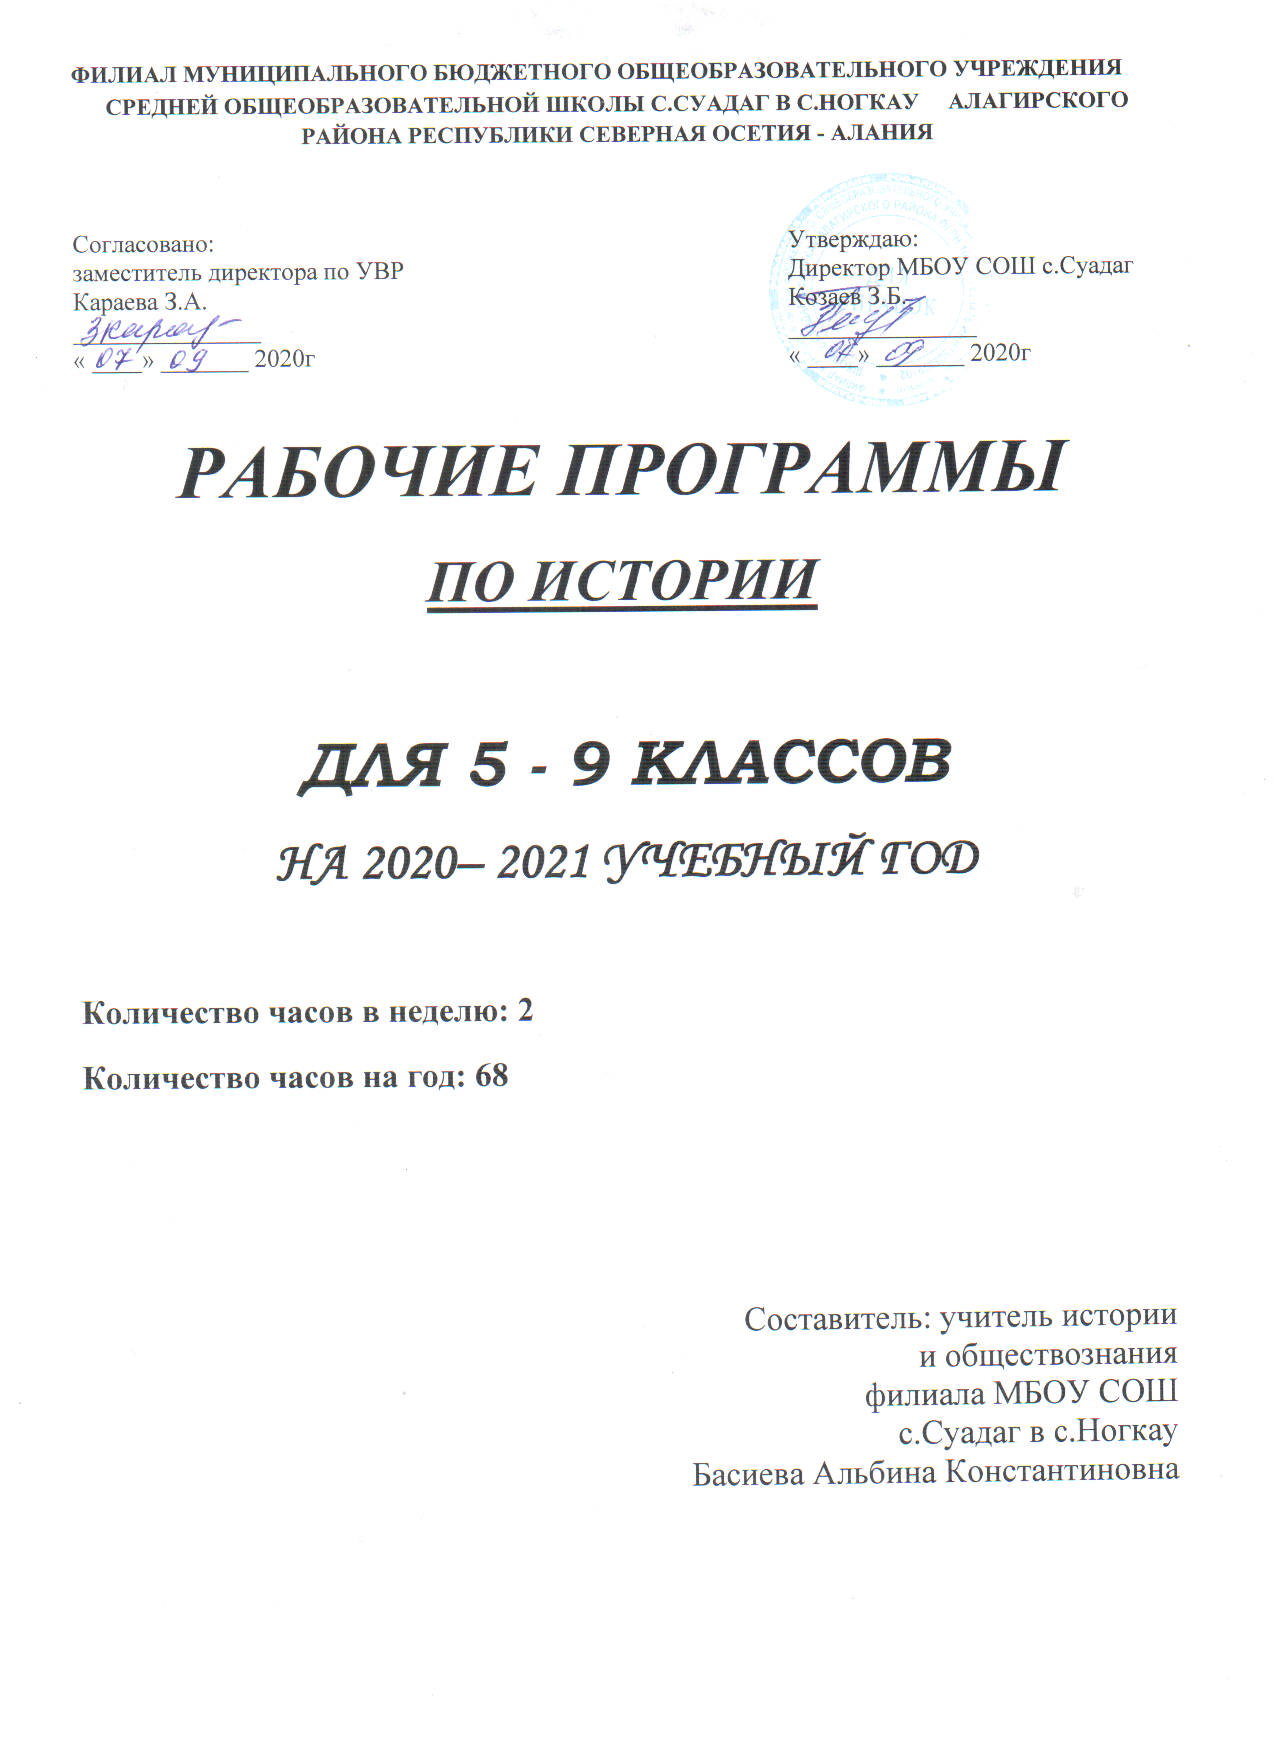 ФИЛИАЛ МУНИЦИПАЛЬНОГО БЮДЖЕТНОГО ОБЩЕОБРАЗОВАТЕЛЬНОГО УЧРЕЖДЕНИЯ
СРЕДНЕЙ ОБЩЕОБРАЗОВАТЕЛЬНОЙ ШКОЛЫ С.СУАДАГ В С.НОГКАУ АЛАГИРСКОГО
РАЙОНА РЕСПУБЛИКИ СЕВЕРНАЯ ОСЕТИЯ - АЛАНИЯ
Согласовано:
заместитель директора по УВР
Караева З.А.
« 07 » 09 2020г
Утверждаю:
Директор МБОУ СОШ с.Суадаг
Козаев З.Б.
« 07 » 09 2020г
РАБОЧИЕ ПРОГРАММЫ
ПО ИСТОРИИ
ДЛЯ 5 - 9 КЛАССОВ
НА 2020– 2021 УЧЕБНЫЙ ГОД
Количество часов в неделю: 2
Количество часов на год: 68
Составитель: учитель истории
и обществознания
филиала МБОУ СОШ
с.Суадаг в с.Ногкау
Басиева Альбина Константиновна